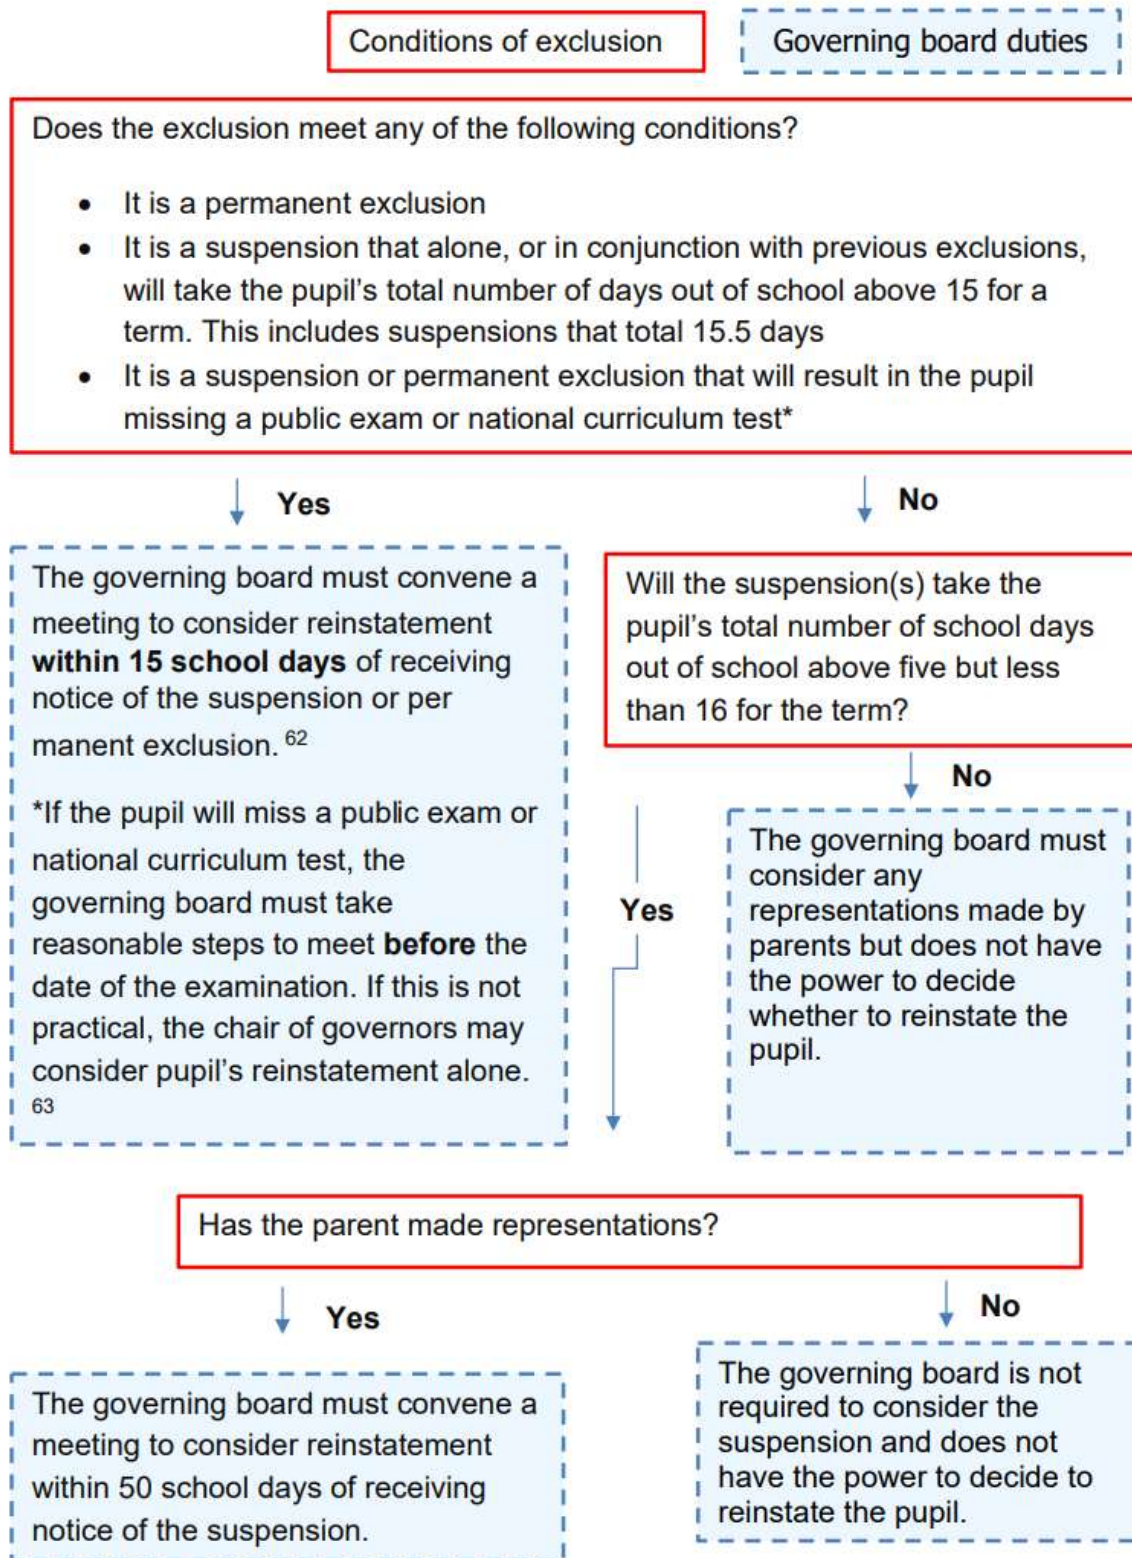 Conditions of exclusion
Governing board duties
Does the exclusion meet any of the following conditions?
• It is a permanent exclusion
• It is a suspension that alone, or in conjunction with previous exclusions,
will take the pupil’s total number of days out of school above 15 for a
term. This includes suspensions that total 15.5 days
• It is a suspension or permanent exclusion that will result in the pupil
missing a public exam or national curriculum test*
Yes
No
The governing board must convene a
meeting to consider reinstatement
within 15 school days of receiving
notice of the suspension or per
manent exclusion. 62
*If the pupil will miss a public exam or
national curriculum test, the
governing board must take
reasonable steps to meet before the
date of the examination. If this is not
practical, the chair of governors may
consider pupil’s reinstatement alone.
63
Will the suspension(s) take the
pupil’s total number of school days
out of school above five but less
than 16 for the term?
No
Yes
The governing board must
consider any
representations made by
parents but does not have
the power to decide
whether to reinstate the
pupil.
Has the parent made representations?
Yes
No
The governing board must convene a
meeting to consider reinstatement
within 50 school days of receiving
notice of the suspension.
The governing board is not
required to consider the
suspension and does not
have the power to decide to
reinstate the pupil.